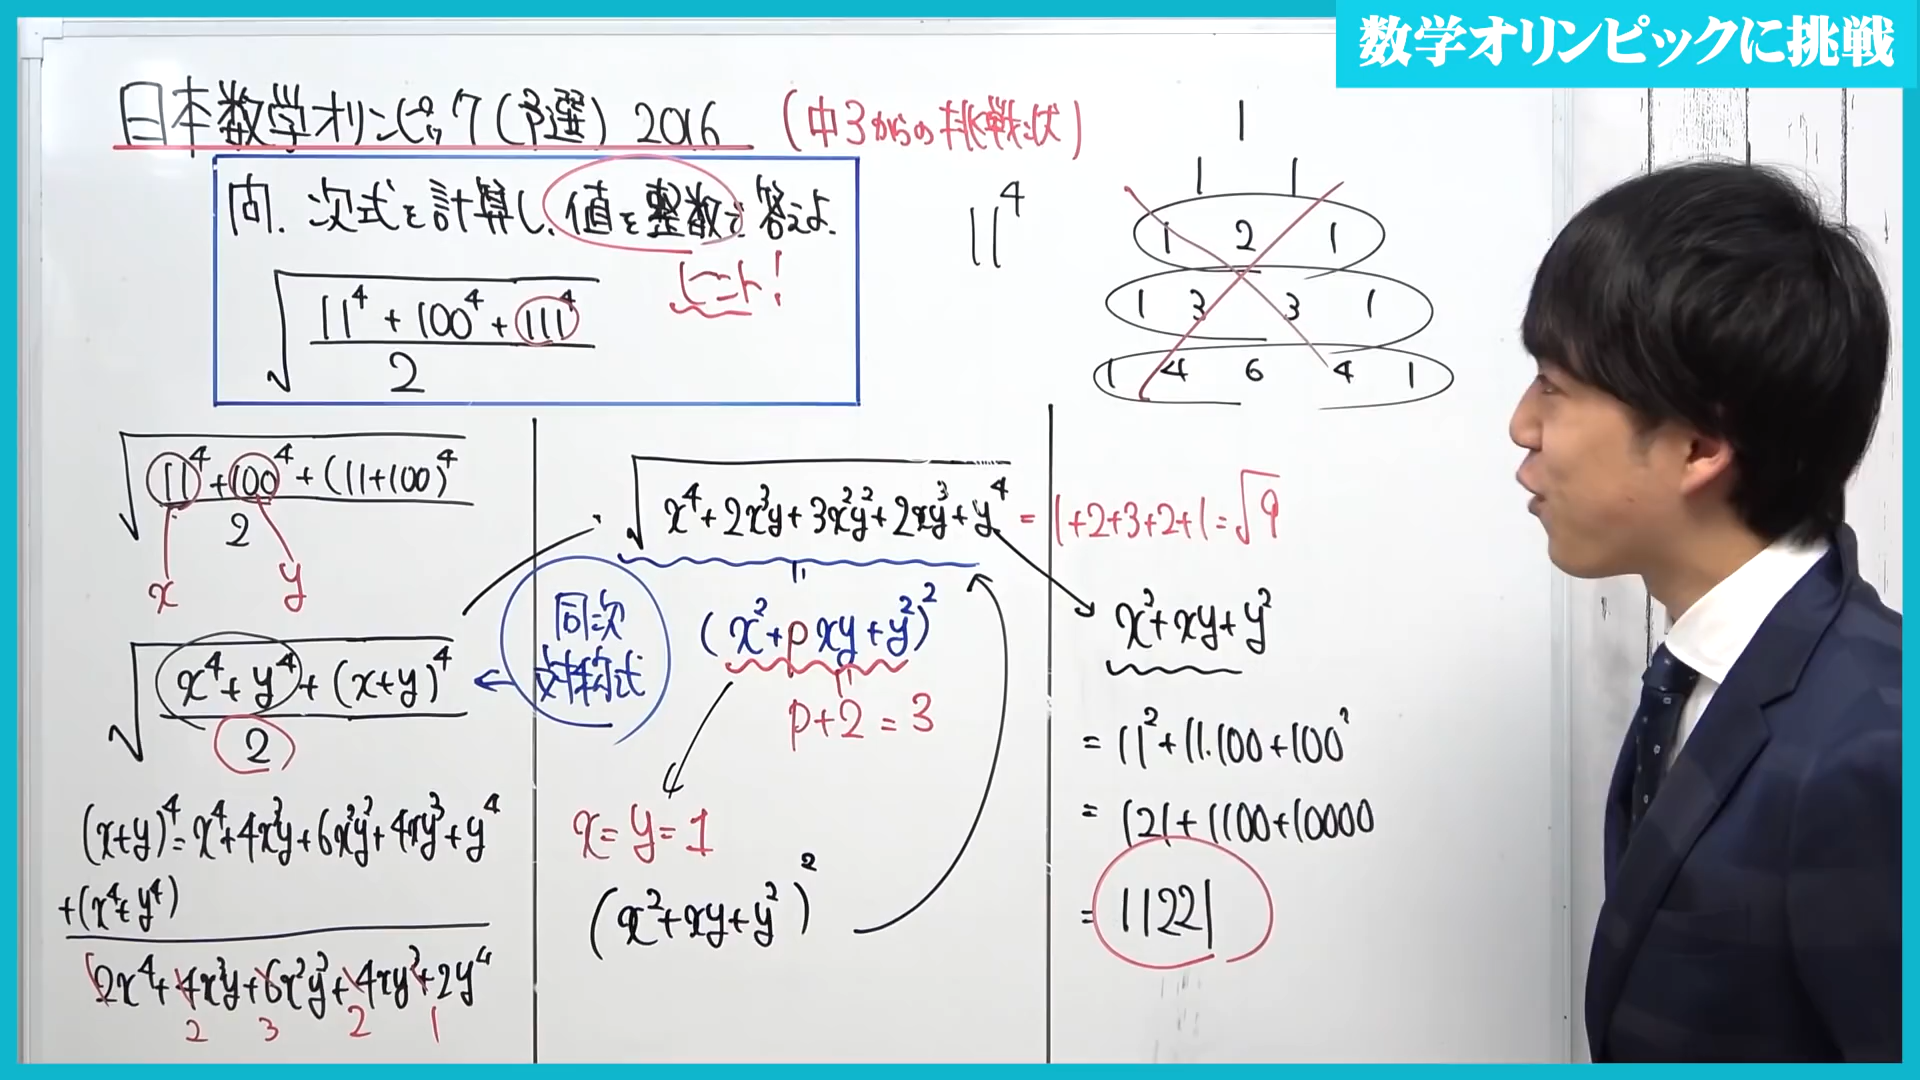 数学オリンピックに挑戦
日本数学オリンピック(予選) 2016 (中3からの挑戦状)
問. 次式を計算し、値を整数で答えよ.
ヒント!
√((11⁴+100⁴+111⁴)/2)
11⁴
1
1 1
1 2 1
1 3 3 1
1 4 6 4 1
√((11⁴+100⁴+(11+100)⁴)/2)
x y
√((x⁴+y⁴+(x+y)⁴)/2)
(x+y)⁴=x⁴+4x³y+6x²y²+4xy³+y⁴
+(x⁴+y⁴)
2x⁴+4x³y+6x²y²+4xy³+2y⁴
2 3 2 1
√(x⁴+2x³y+3x²y²+2xy³+y⁴) = 1+2+3+2+1=√9
同次
対称式
(x²+pxy+y²)²
p+2=3
x=y=1
(x²+xy+y²)²
x²+xy+y²
=11²+11·100+100²
=121+1100+10000
=11221